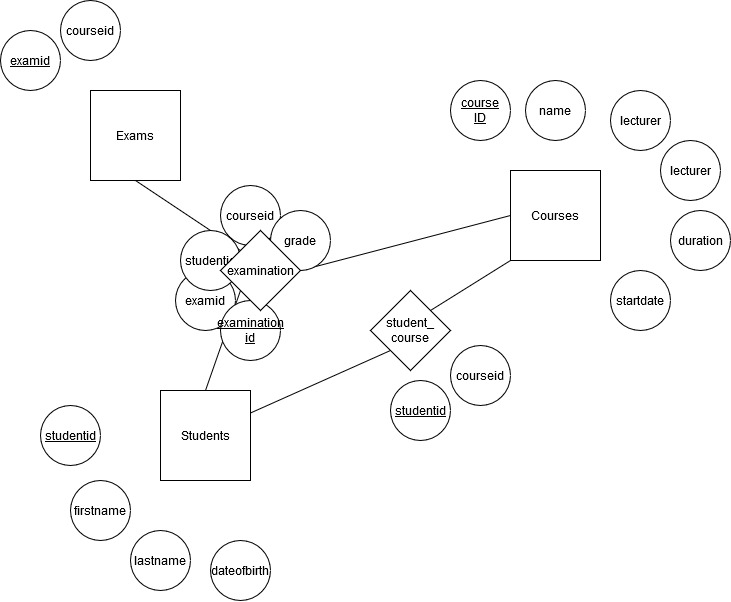 courseid
examid
Exams
course
ID
name
lecturer
lecturer
Courses
courseid
grade
duration
studenti
examination
examid
startdate
examination
id
student_
course
courseid
studentid
Students
studentid
firstname
lastname
dateofbirth